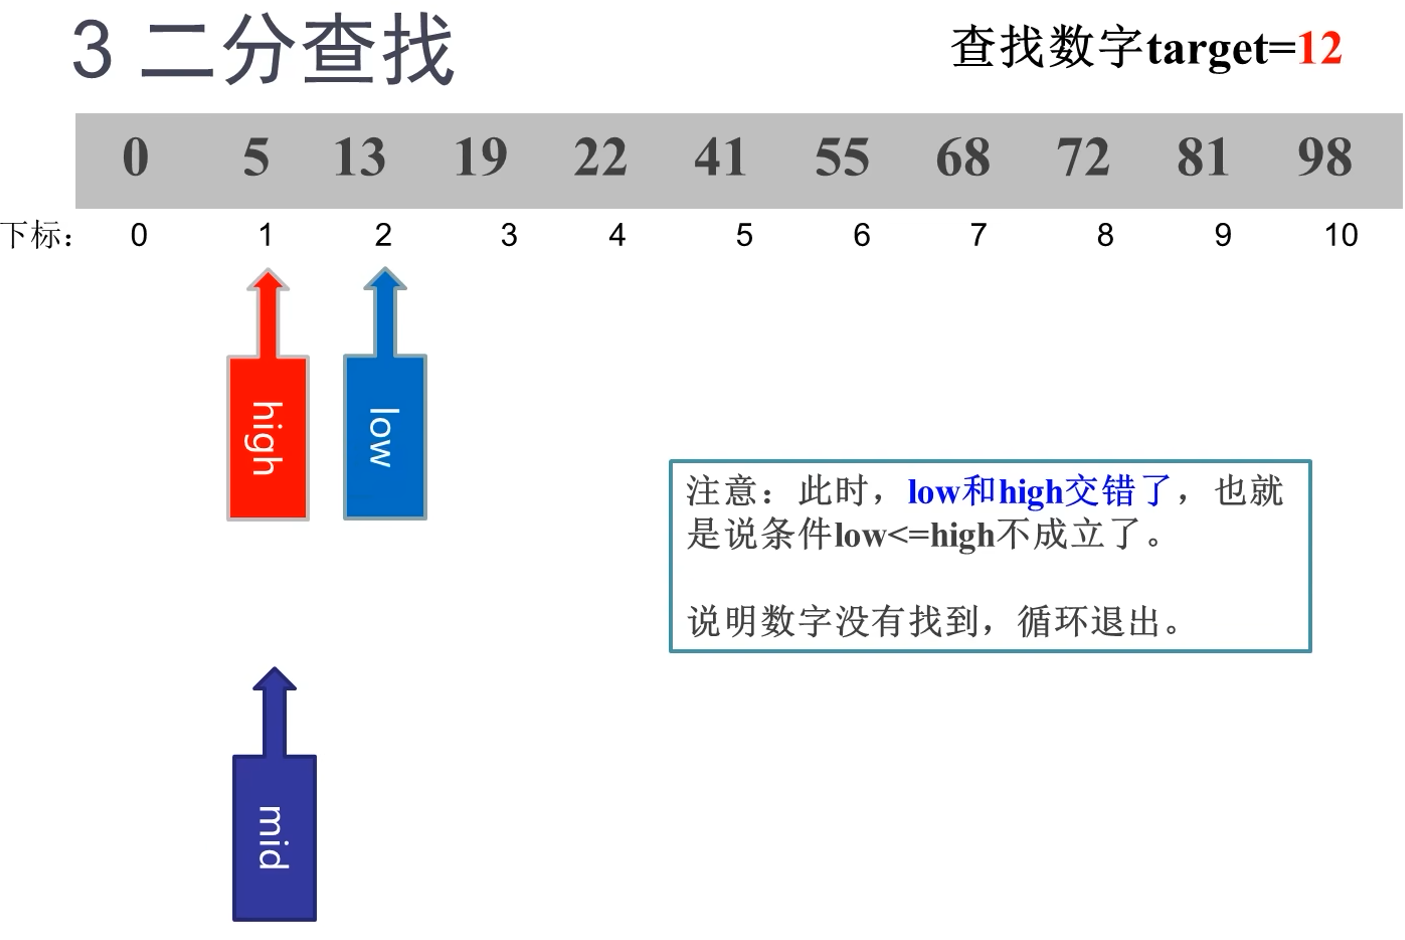 3 二分查找
查找数字target=12
0 5 13 19 22 41 55 68 72 81 98
下标： 0 1 2 3 4 5 6 7 8 9 10
high
low
注意：此时，low和high交错了，也就
是说条件low<=high不成立了。
说明数字没有找到，循环退出。
mid